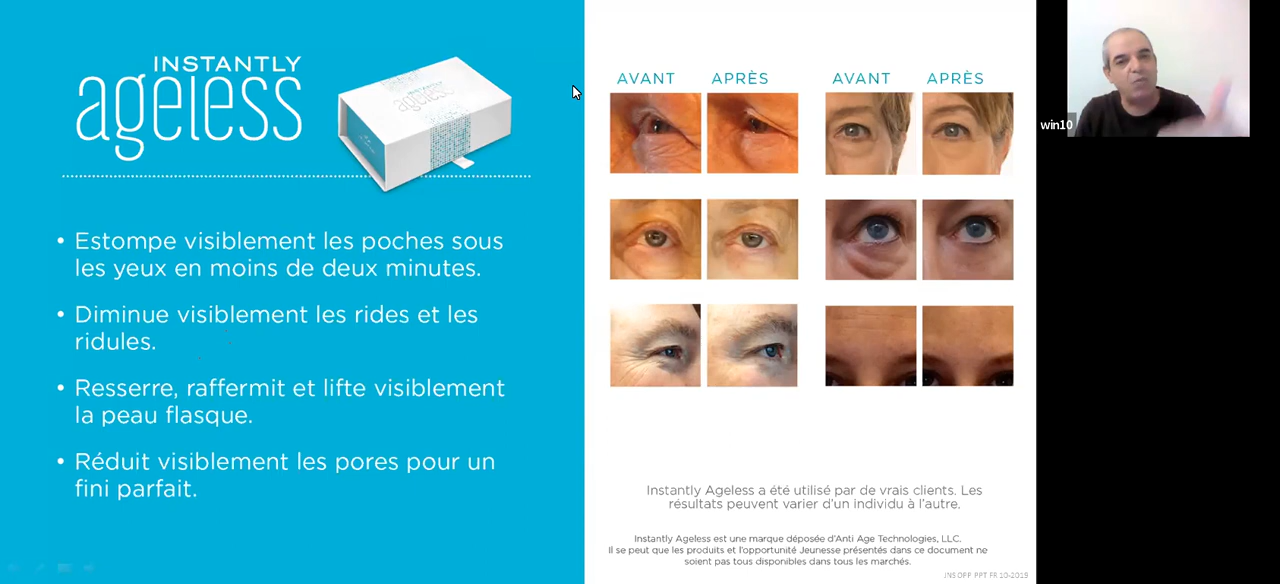 INSTANTLY
ageless
INSTANTLY
ageless
• Estompe visiblement les poches sous
les yeux en moins de deux minutes.
• Diminue visiblement les rides et les
ridules.
• Resserre, raffermit et lifte visiblement
la peau flasque.
• Réduit visiblement les pores pour un
fini parfait.
AVANT APRÈS AVANT APRÈS
Instantly Ageless a été utilisé par de vrais clients. Les
résultats peuvent varier d'un individu à l'autre.
Instantly Ageless est une marque déposée d'Anti Age Technologies, LLC.
Il se peut que les produits et l'opportunité Jeunesse présentés dans ce document ne
soient pas tous disponibles dans tous les marchés.
JNS OPP PPT FR 10-2019
win10